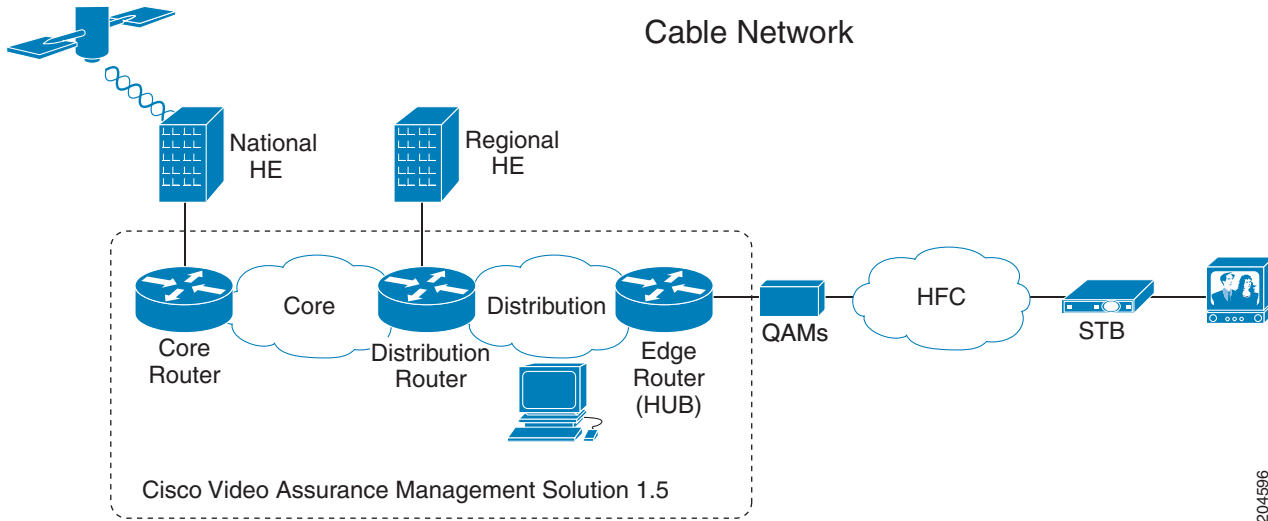 Cable Network
National
HE
Regional
HE
Core
Distribution
HFC
Core
Router
Distribution
Router
Edge
Router
(HUB)
QAMs
STB
Cisco Video Assurance Management Solution 1.5
204596